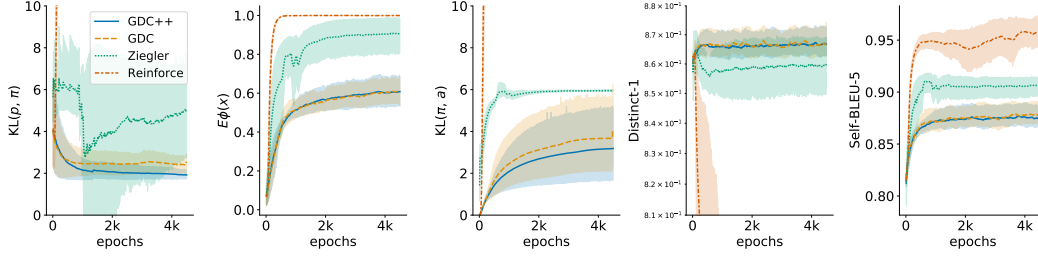 10
8
6
4
2
0
KL(p, π)
0
2k
4k
epochs
GDC++
GDC
Ziegler
Reinforce
1.0
0.8
0.6
0.4
0.2
0.0
Eϕ(x)
0
2k
4k
epochs
10
8
6
4
2
0
KL(π, a)
0
2k
4k
epochs
8.8 × 10⁻¹
8.7 × 10⁻¹
8.6 × 10⁻¹
8.5 × 10⁻¹
8.4 × 10⁻¹
8.3 × 10⁻¹
8.2 × 10⁻¹
8.1 × 10⁻¹
Distinct-1
0
2k
4k
epochs
0.95
0.90
0.85
0.80
Self-BLEU-5
0
2k
4k
epochs